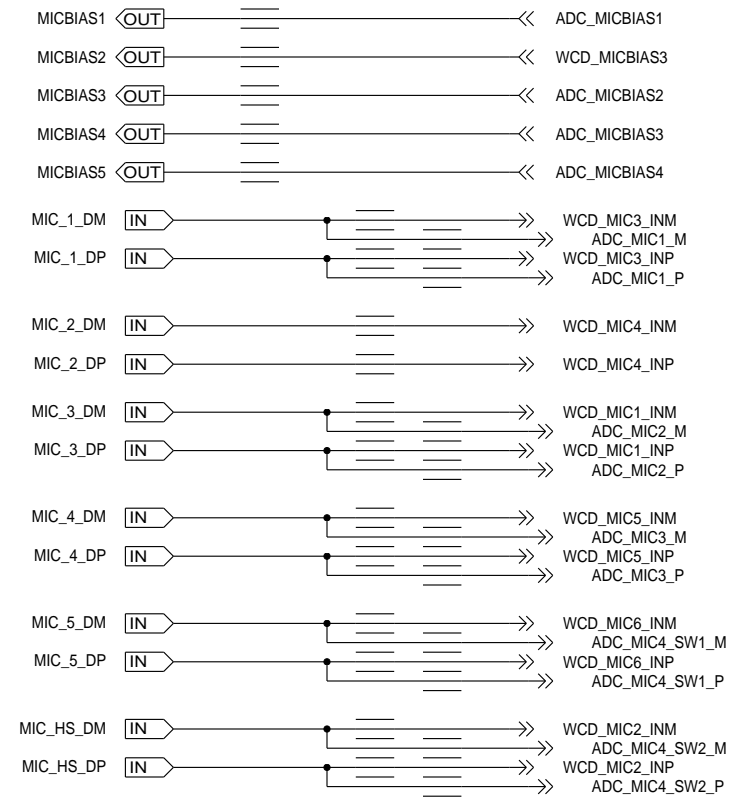 MICBIAS1 OUT ADC_MICBIAS1
MICBIAS2 OUT WCD_MICBIAS3
MICBIAS3 OUT ADC_MICBIAS2
MICBIAS4 OUT ADC_MICBIAS3
MICBIAS5 OUT ADC_MICBIAS4
MIC_1_DM IN WCD_MIC3_INM
ADC_MIC1_M
MIC_1_DP IN WCD_MIC3_INP
ADC_MIC1_P
MIC_2_DM IN WCD_MIC4_INM
MIC_2_DP IN WCD_MIC4_INP
MIC_3_DM IN WCD_MIC1_INM
ADC_MIC2_M
MIC_3_DP IN WCD_MIC1_INP
ADC_MIC2_P
MIC_4_DM IN WCD_MIC5_INM
ADC_MIC3_M
MIC_4_DP IN WCD_MIC5_INP
ADC_MIC3_P
MIC_5_DM IN WCD_MIC6_INM
ADC_MIC4_SW1_M
MIC_5_DP IN WCD_MIC6_INP
ADC_MIC4_SW1_P
MIC_HS_DM IN WCD_MIC2_INM
ADC_MIC4_SW2_M
MIC_HS_DP IN WCD_MIC2_INP
ADC_MIC4_SW2_P